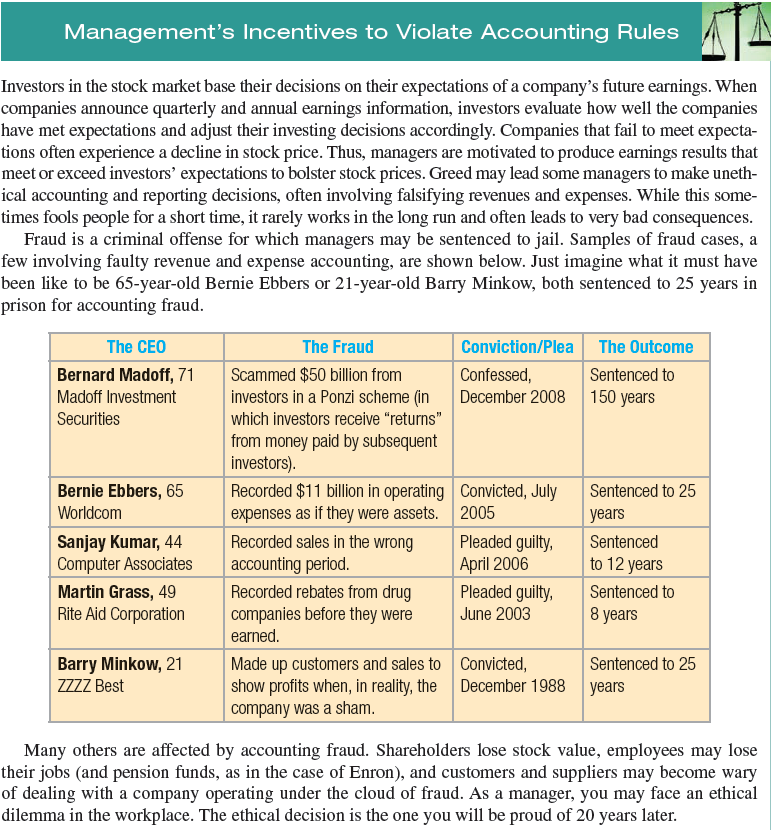 Management's Incentives to Violate Accounting Rules
Investors in the stock market base their decisions on their expectations of a company's future earnings. When
companies announce quarterly and annual earnings information, investors evaluate how well the companies
have met expectations and adjust their investing decisions accordingly. Companies that fail to meet expecta-
tions often experience a decline in stock price. Thus, managers are motivated to produce earnings results that
meet or exceed investors' expectations to bolster stock prices. Greed may lead some managers to make uneth-
ical accounting and reporting decisions, often involving falsifying revenues and expenses. While this some-
times fools people for a short time, it rarely works in the long run and often leads to very bad consequences.
Fraud is a criminal offense for which managers may be sentenced to jail. Samples of fraud cases, a
few involving faulty revenue and expense accounting, are shown below. Just imagine what it must have
been like to be 65-year-old Bernie Ebbers or 21-year-old Barry Minkow, both sentenced to 25 years in
prison for accounting fraud.
The CEO
The Fraud
Conviction/Plea
The Outcome
Bernard Madoff, 71
Madoff Investment
Securities
Scammed $50 billion from
investors in a Ponzi scheme (in
which investors receive "returns"
from money paid by subsequent
investors).
Confessed,
December 2008
Sentenced to
150 years
Bernie Ebbers, 65
Worldcom
Recorded $11 billion in operating
expenses as if they were assets.
Convicted, July
2005
Sentenced to 25
years
Sanjay Kumar, 44
Computer Associates
Recorded sales in the wrong
accounting period.
Pleaded guilty,
April 2006
Sentenced
to 12 years
Martin Grass, 49
Rite Aid Corporation
Recorded rebates from drug
companies before they were
earned.
Pleaded guilty,
June 2003
Sentenced to
8 years
Barry Minkow, 21
ZZZZ Best
Made up customers and sales to
show profits when, in reality, the
company was a sham.
Convicted,
December 1988
Sentenced to 25
years
Many others are affected by accounting fraud. Shareholders lose stock value, employees may lose
their jobs (and pension funds, as in the case of Enron), and customers and suppliers may become wary
of dealing with a company operating under the cloud of fraud. As a manager, you may face an ethical
dilemma in the workplace. The ethical decision is the one you will be proud of 20 years later.